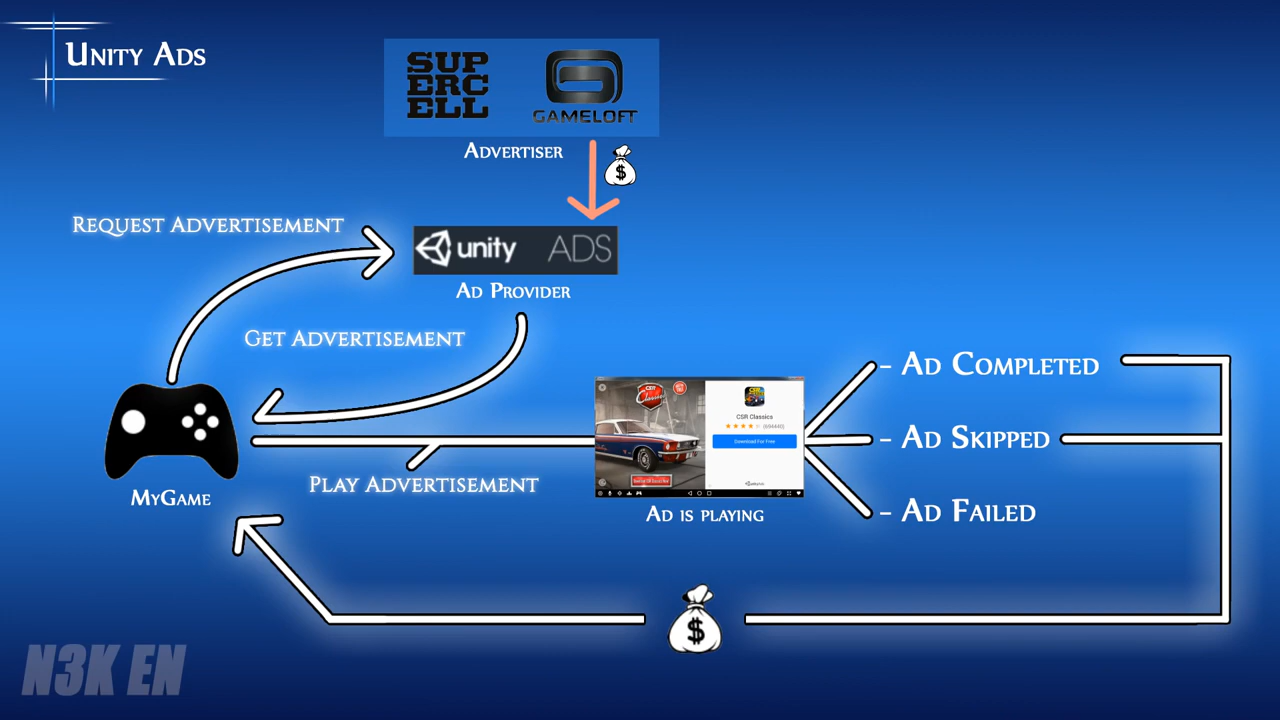 Unity Ads
SUP
ERC
ELL
GAMELOFT
Advertiser
$
Request Advertisement
unity ADS
Ad Provider
Get Advertisement
- Ad Completed
CSR Classics
Download For Free
- Ad Skipped
Play Advertisement
MyGame
Ad is playing
- Ad Failed
$
N3K EN